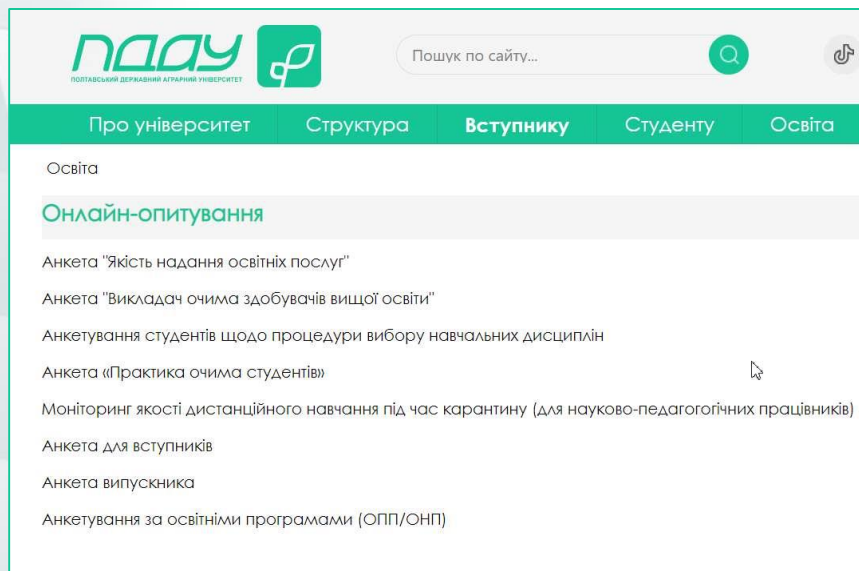 ПДАУ
ПОЛТАВСЬКИЙ ДЕРЖАВНИЙ АГРАРНИЙ УНІВЕРСИТЕТ
Пошук по сайту...
Про університет Структура Вступнику Студенту Освіта
Освіта
Онлайн-опитування
Анкета "Якість надання освітніх послуг"
Анкета "Викладач очима здобувачів вищої освіти"
Анкетування студентів щодо процедури вибору навчальних дисциплін
Анкета «Практика очима студентів»
Моніторинг якості дистанційного навчання під час карантину (для науково-педагогогічних працівників)
Анкета для вступників
Анкета випускника
Анкетування за освітніми програмами (ОПП/ОНП)